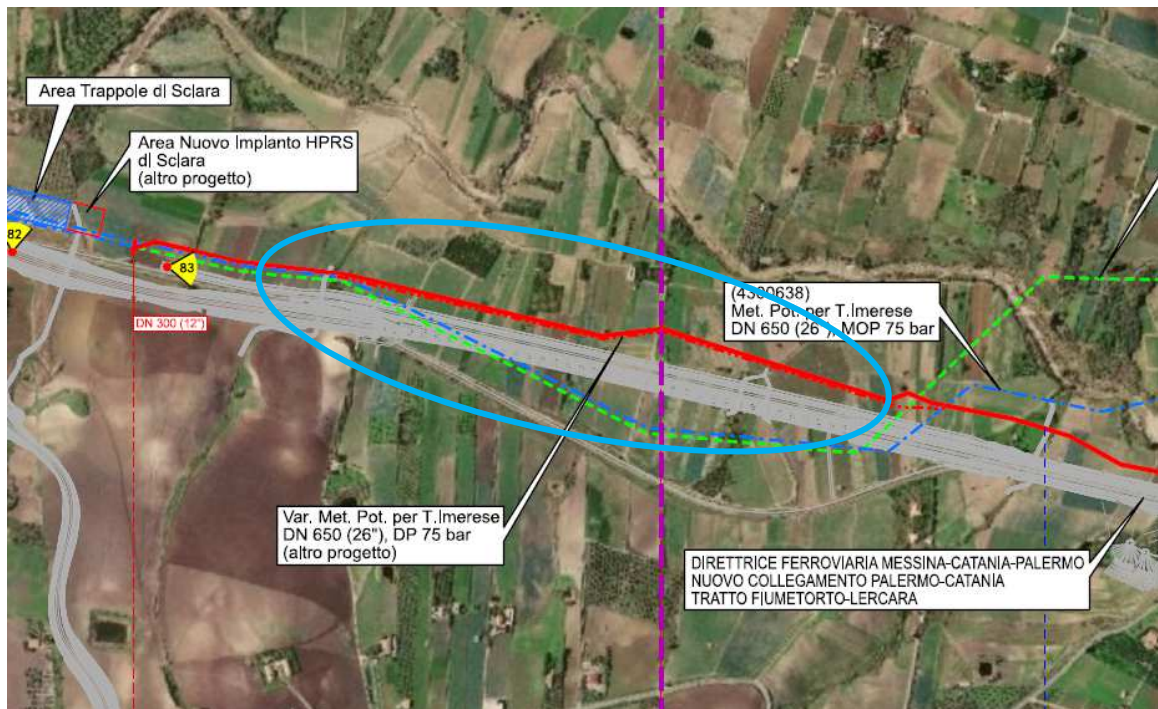 Area Trappole di Sciara
Area Nuovo Impianto HPRS
di Sciara
(altro progetto)
82
83
DN 300 (12")
(4300638)
Met. Pot. per T.Imerese
DN 650 (26"), MOP 75 bar
Var. Met. Pot. per T.Imerese
DN 650 (26"), DP 75 bar
(altro progetto)
DIRETTRICE FERROVIARIA MESSINA-CATANIA-PALERMO
NUOVO COLLEGAMENTO PALERMO-CATANIA
TRATTO FIUMETORTO-LERCARA